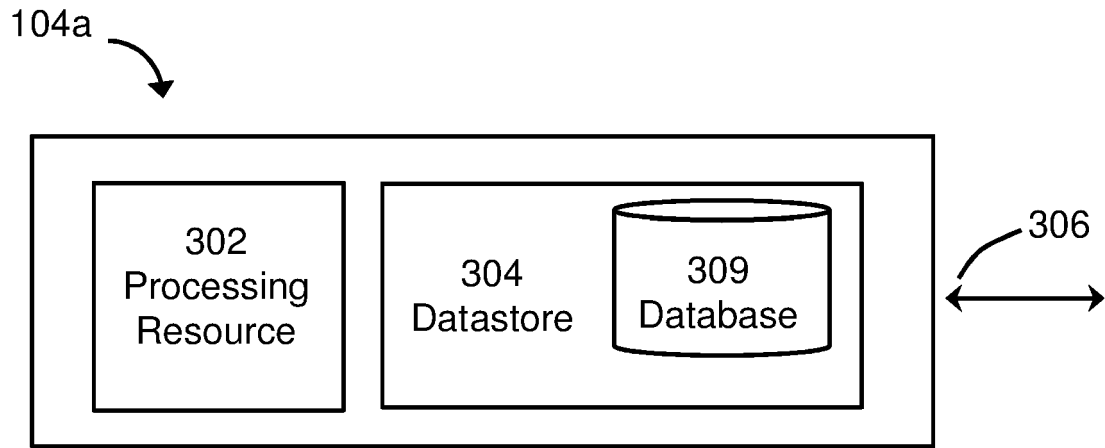 104a
302
Processing
Resource
304
Datastore
309
Database
306